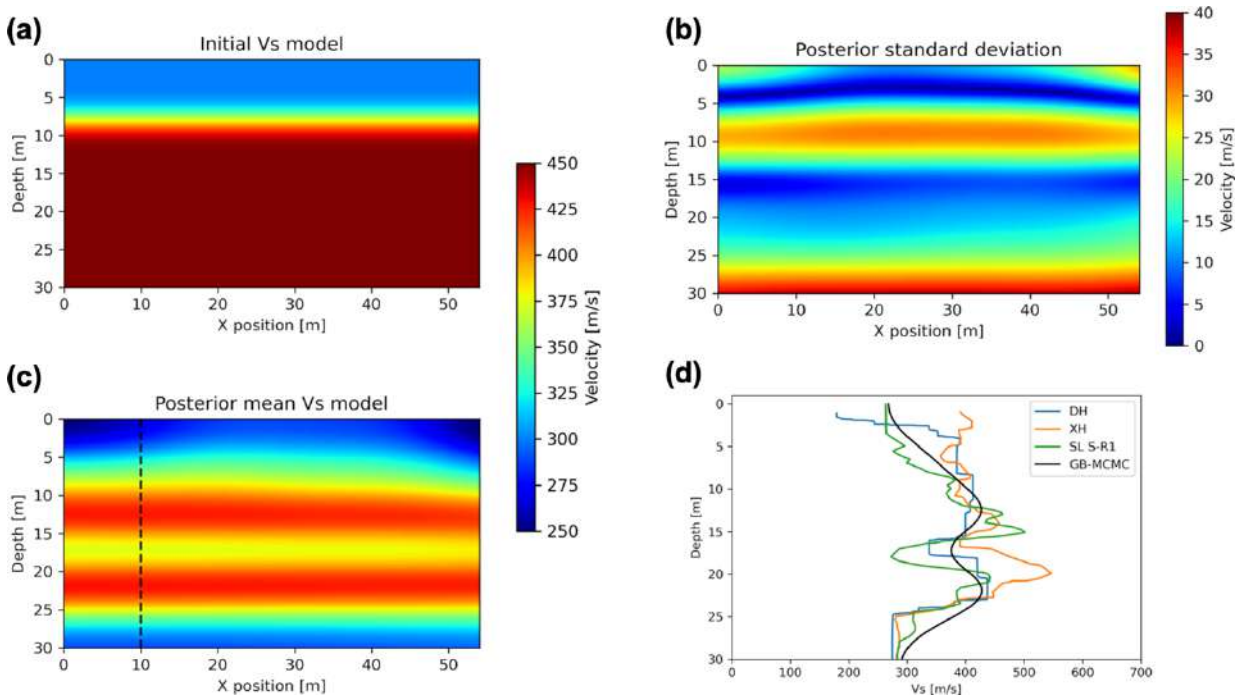 (a)
Initial Vs model
0
5
10
15
20
25
30
Depth [m]
0 10 20 30 40 50
X position [m]
450
425
400
375
350
325
300
275
250
Velocity [m/s]
(b)
Posterior standard deviation
0
5
10
15
20
25
30
Depth [m]
0 10 20 30 40 50
X position [m]
40
35
30
25
20
15
10
5
0
Velocity [m/s]
(c)
Posterior mean Vs model
0
5
10
15
20
25
30
Depth [m]
0 10 20 30 40 50
X position [m]
(d)
0
5
10
15
20
25
30
Depth [m]
0 100 200 300 400 500 600 700
Vs [m/s]
DH
XH
SL S-R1
GB-MCMC